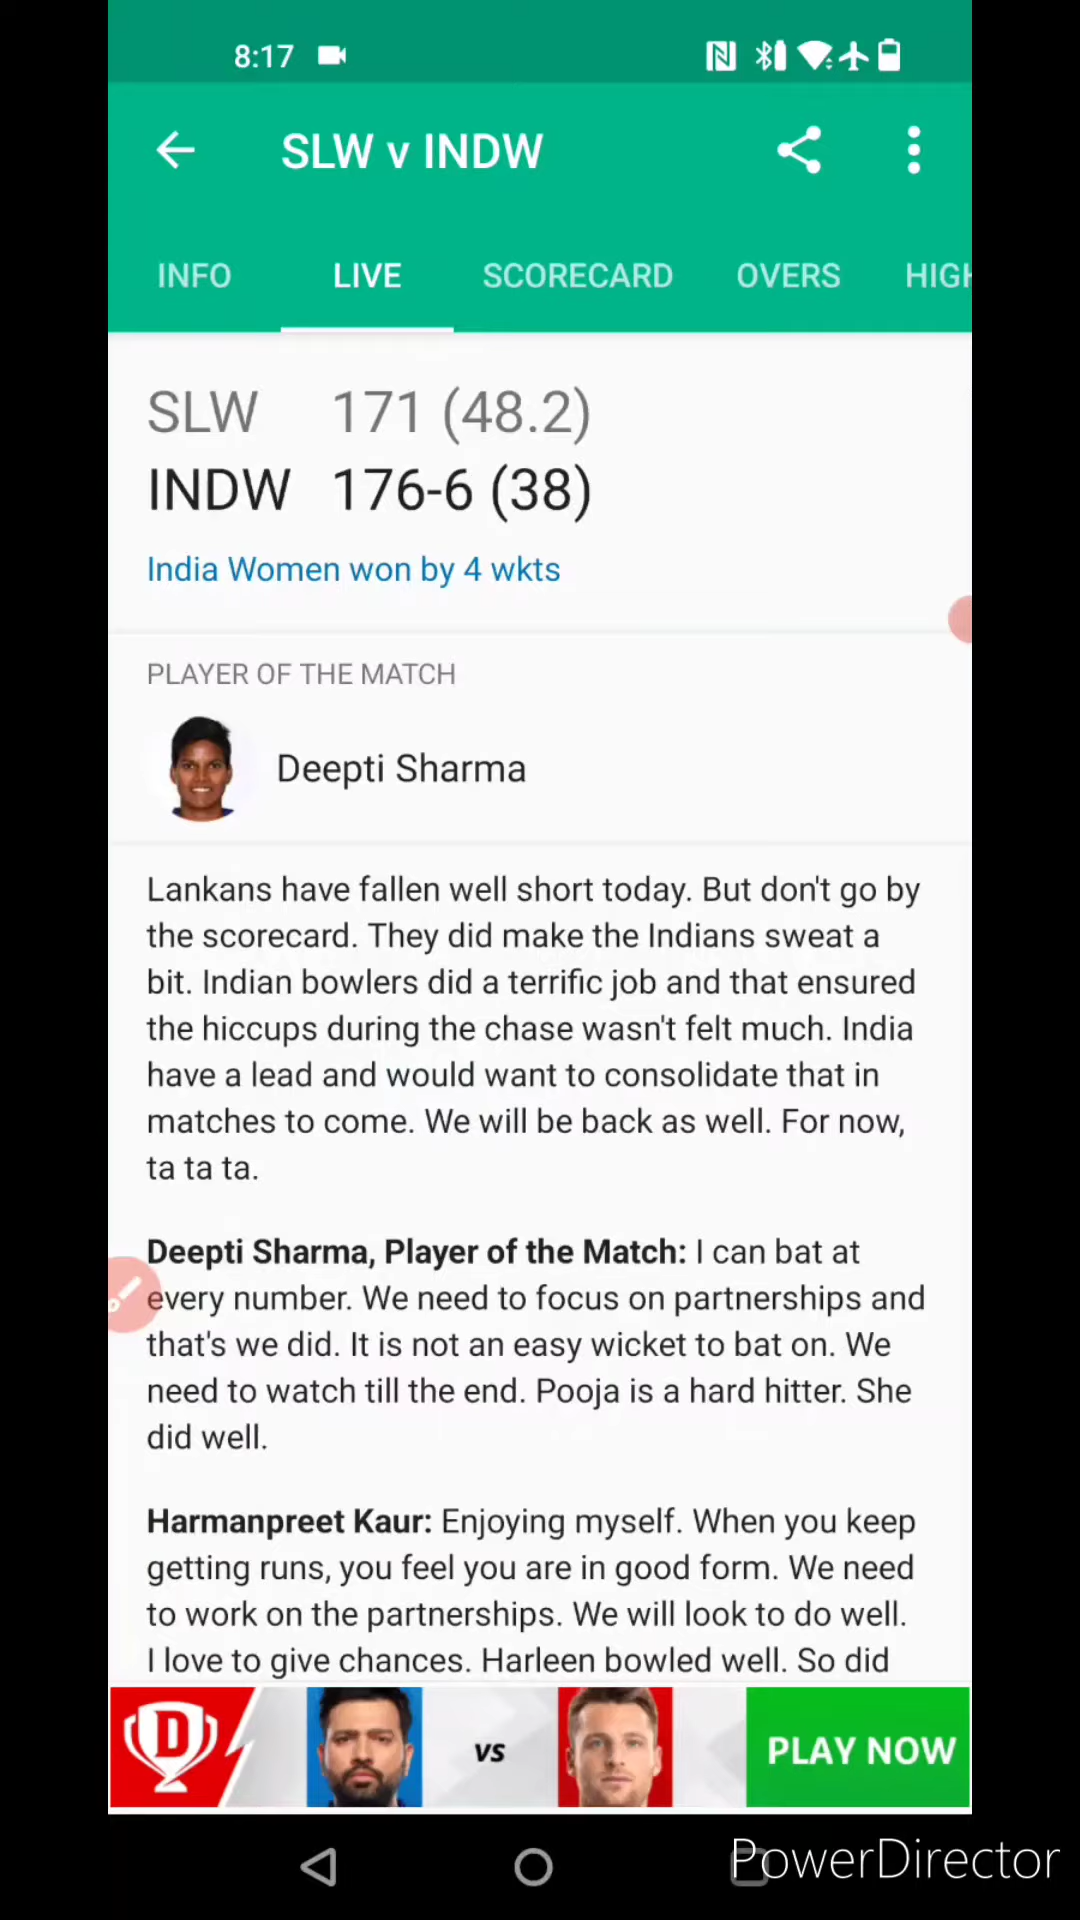 8:17
SLW v INDW
INFO LIVE SCORECARD OVERS HIGH
SLW 171 (48.2)
INDW 176-6 (38)
India Women won by 4 wkts
PLAYER OF THE MATCH
Deepti Sharma
Lankans have fallen well short today. But don't go by
the scorecard. They did make the Indians sweat a
bit. Indian bowlers did a terrific job and that ensured
the hiccups during the chase wasn't felt much. India
have a lead and would want to consolidate that in
matches to come. We will be back as well. For now,
ta ta ta.
Deepti Sharma, Player of the Match: I can bat at
every number. We need to focus on partnerships and
that's we did. It is not an easy wicket to bat on. We
need to watch till the end. Pooja is a hard hitter. She
did well.
Harmanpreet Kaur: Enjoying myself. When you keep
getting runs, you feel you are in good form. We need
to work on the partnerships. We will look to do well.
I love to give chances. Harleen bowled well. So did
D VS PLAY NOW
PowerDirector